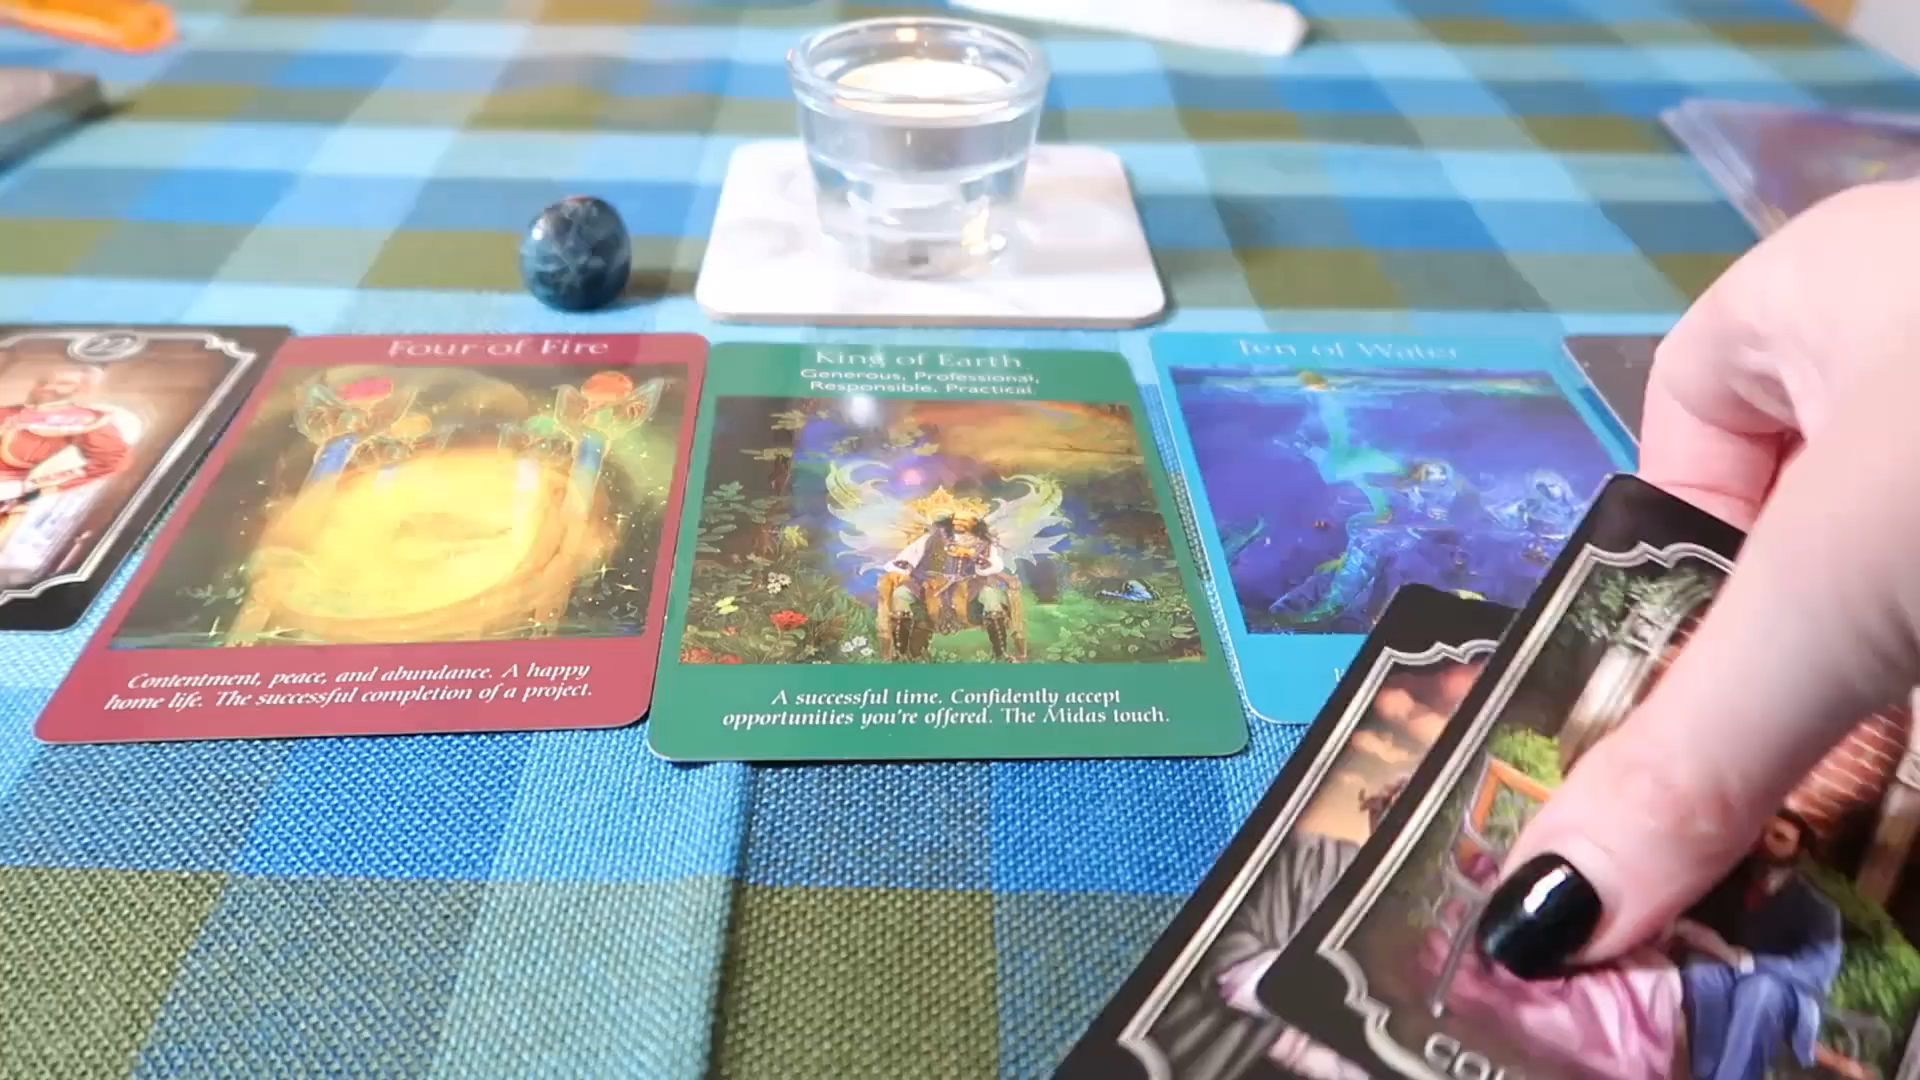 22
Four of Fire
Contentment, peace, and abundance. A happy
home life. The successful completion of a project.
King of Earth
Generous, Professional,
Responsible, Practical
A successful time. Confidently accept
opportunities you're offered. The Midas touch.
Ten of Water